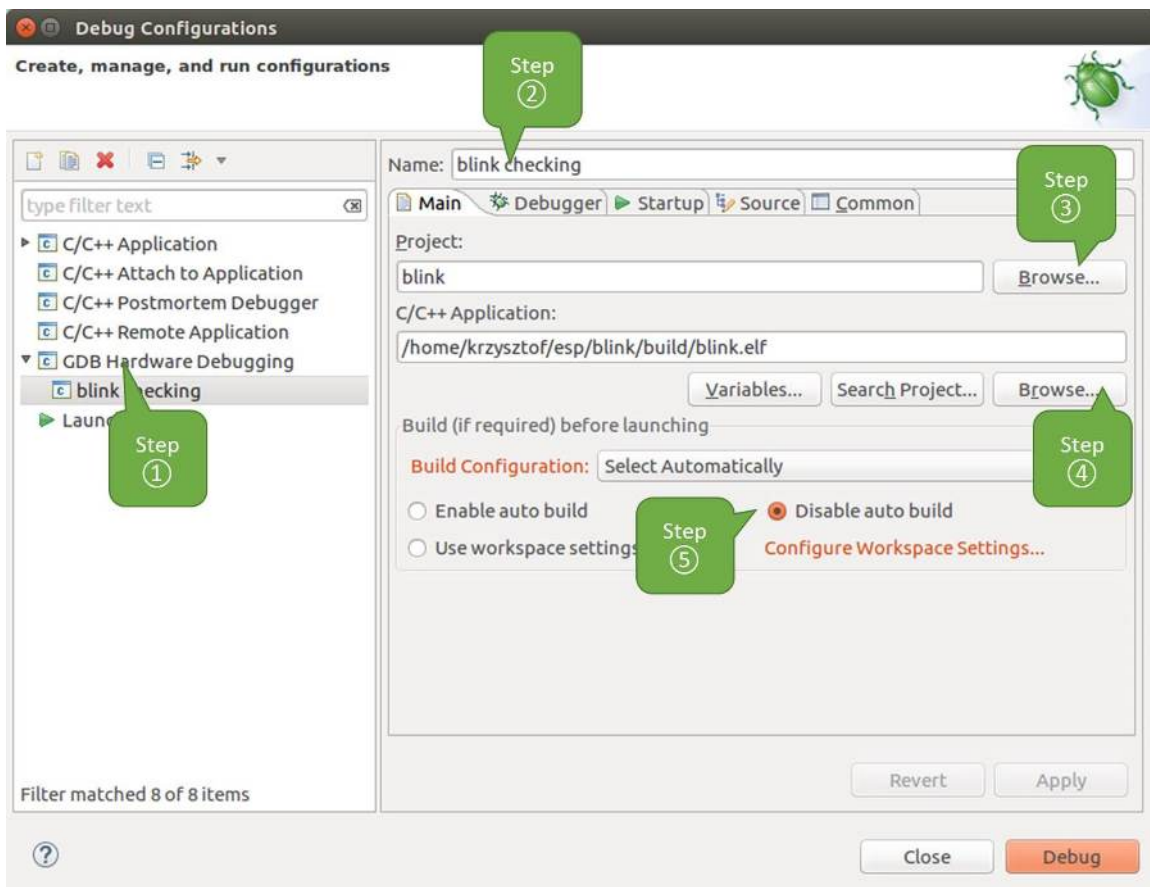 Debug Configurations
Create, manage, and run configurations
Step
②
Name: blink checking
Step
③
type filter text
Main Debugger Startup Source Common
C/C++ Application
C/C++ Attach to Application
C/C++ Postmortem Debugger
C/C++ Remote Application
GDB Hardware Debugging
blink checking
Step
①
Project:
blink
Browse...
C/C++ Application:
/home/krzysztof/esp/blink/build/blink.elf
Variables... Search Project... Browse...
Step
④
Build (if required) before launching
Build Configuration: Select Automatically
Enable auto build
Disable auto build
Step
⑤
Use workspace settings
Configure Workspace Settings...
Filter matched 8 of 8 items
Revert Apply
Close Debug